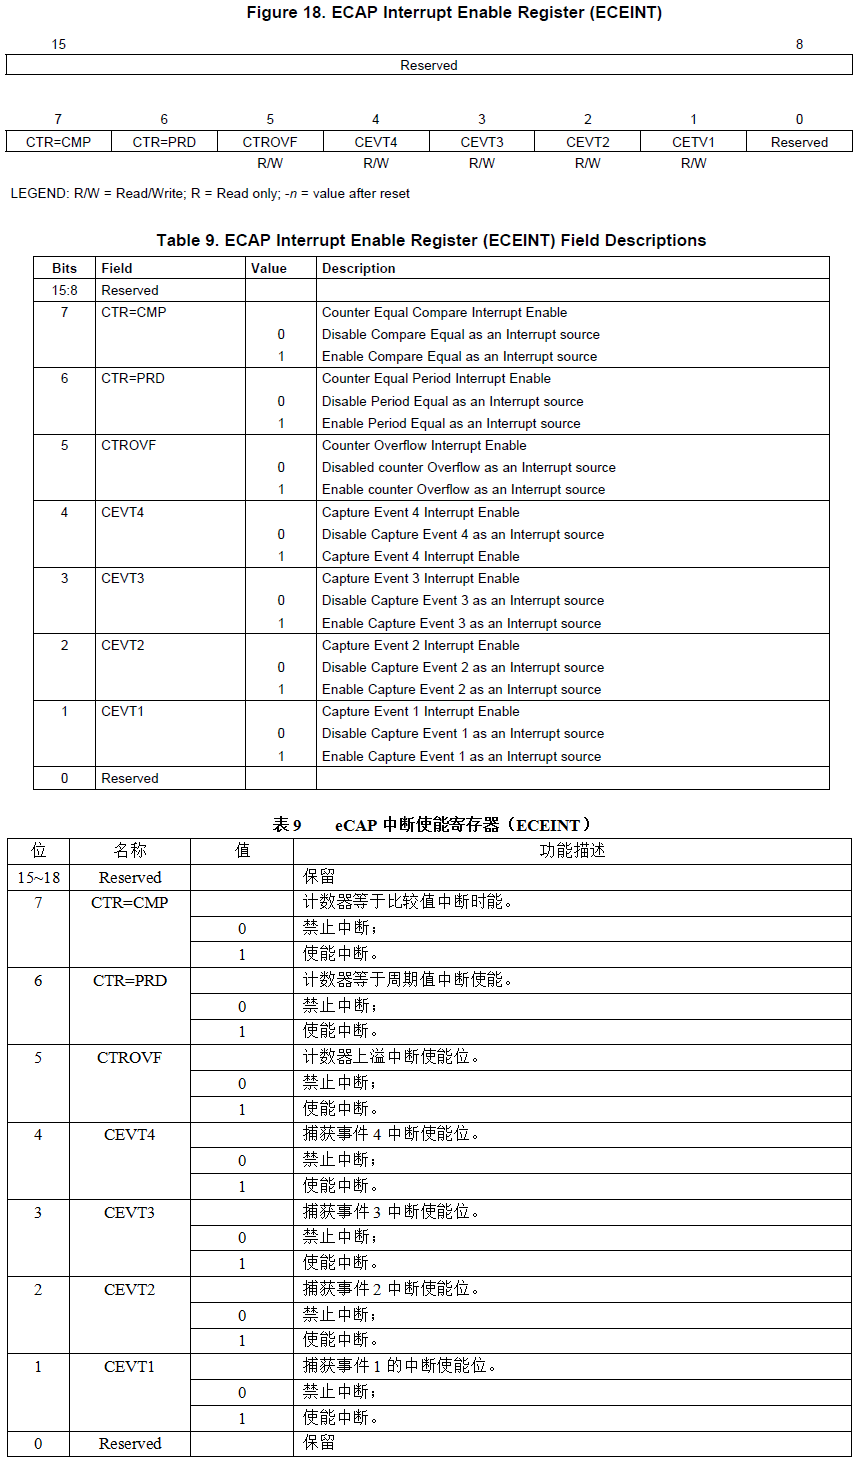 Figure 18. ECAP Interrupt Enable Register (ECEINT)
15 8
Reserved
7 6 5 4 3 2 1 0
CTR=CMP CTR=PRD CTROVF CEVT4 CEVT3 CEVT2 CETV1 Reserved
R/W R/W R/W R/W R/W
LEGEND: R/W = Read/Write; R = Read only; -n = value after reset
Table 9. ECAP Interrupt Enable Register (ECEINT) Field Descriptions
Bits Field Value Description
15:8 Reserved
7 CTR=CMP Counter Equal Compare Interrupt Enable
0 Disable Compare Equal as an Interrupt source
1 Enable Compare Equal as an Interrupt source
6 CTR=PRD Counter Equal Period Interrupt Enable
0 Disable Period Equal as an Interrupt source
1 Enable Period Equal as an Interrupt source
5 CTROVF Counter Overflow Interrupt Enable
0 Disabled counter Overflow as an Interrupt source
1 Enable counter Overflow as an Interrupt source
4 CEVT4 Capture Event 4 Interrupt Enable
0 Disable Capture Event 4 as an Interrupt source
1 Capture Event 4 Interrupt Enable
3 CEVT3 Capture Event 3 Interrupt Enable
0 Disable Capture Event 3 as an Interrupt source
1 Enable Capture Event 3 as an Interrupt source
2 CEVT2 Capture Event 2 Interrupt Enable
0 Disable Capture Event 2 as an Interrupt source
1 Enable Capture Event 2 as an Interrupt source
1 CEVT1 Capture Event 1 Interrupt Enable
0 Disable Capture Event 1 as an Interrupt source
1 Enable Capture Event 1 as an Interrupt source
0 Reserved
表 9 eCAP 中断使能寄存器（ECEINT）
位 名称 值 功能描述
15~18 Reserved 保留
7 CTR=CMP 计数器等于比较值中断时能。
0 禁止中断；
1 使能中断。
6 CTR=PRD 计数器等于周期值中断使能。
0 禁止中断；
1 使能中断。
5 CTROVF 计数器上溢中断使能位。
0 禁止中断；
1 使能中断。
4 CEVT4 捕获事件 4 中断使能位。
0 禁止中断；
1 使能中断。
3 CEVT3 捕获事件 3 中断使能位。
0 禁止中断；
1 使能中断。
2 CEVT2 捕获事件 2 中断使能位。
0 禁止中断；
1 使能中断。
1 CEVT1 捕获事件 1 的中断使能位。
0 禁止中断；
1 使能中断。
0 Reserved 保留